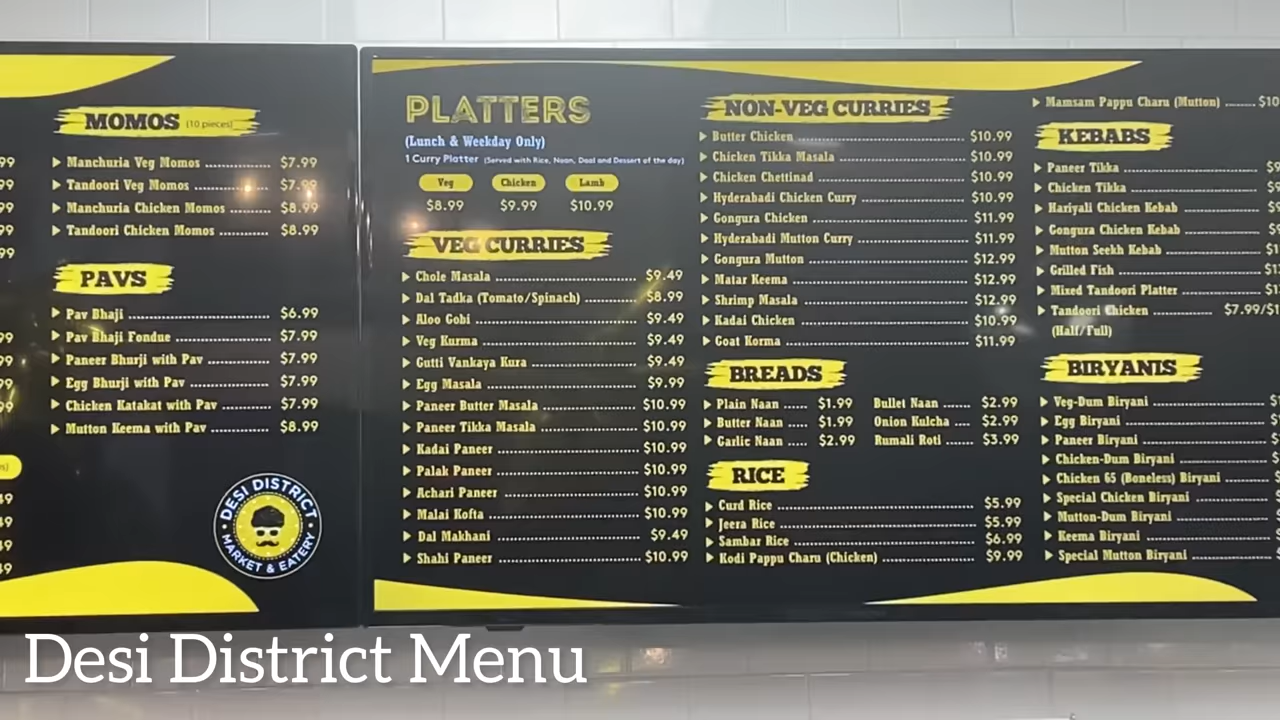 MOMOS (10 pieces)
Manchuria Veg Momos $7.99
Tandoori Veg Momos $7.99
Manchuria Chicken Momos $8.99
Tandoori Chicken Momos $8.99
PAVS
Pav Bhaji $6.99
Pav Bhaji Fondue $7.99
Paneer Bhurji with Pav $7.99
Egg Bhurji with Pav $7.99
Chicken Katakat with Pav $7.99
Mutton Keema with Pav $8.99
DESI DISTRICT
MARKET & EATERY
PLATTERS
(Lunch & Weekday Only)
1 Curry Platter (Served with Rice, Naan, Daal and Dessert of the day)
Veg Chicken Lamb
$8.99 $9.99 $10.99
VEG CURRIES
Chole Masala $9.49
Dal Tadka (Tomato/Spinach) $8.99
Aloo Gobi $9.49
Veg Kurma $9.49
Gutti Vankaya Kura $9.49
Egg Masala $9.99
Paneer Butter Masala $10.99
Paneer Tikka Masala $10.99
Kadai Paneer $10.99
Palak Paneer $10.99
Achari Paneer $10.99
Malai Kofta $10.99
Dal Makhani $9.49
Shahi Paneer $10.99
NON-VEG CURRIES
Butter Chicken $10.99
Chicken Tikka Masala $10.99
Chicken Chettinad $10.99
Hyderabadi Chicken Curry $10.99
Gongura Chicken $11.99
Hyderabadi Mutton Curry $11.99
Gongura Mutton $12.99
Matar Keema $12.99
Shrimp Masala $12.99
Kadai Chicken $10.99
Goat Korma $11.99
BREADS
Plain Naan $1.99 Bullet Naan $2.99
Butter Naan $1.99 Onion Kulcha $2.99
Garlic Naan $2.99 Rumali Roti $3.99
RICE
Curd Rice $5.99
Jeera Rice $5.99
Sambar Rice $6.99
Kodi Pappu Charu (Chicken) $9.99
Mamsam Pappu Charu (Mutton) $10
KEBABS
Paneer Tikka
Chicken Tikka
Hariyali Chicken Kebab
Gongura Chicken Kebab
Mutton Seekh Kebab
Grilled Fish
Mixed Tandoori Platter
Tandoori Chicken $7.99/$1
(Half/Full)
BIRYANIS
Veg-Dum Biryani
Egg Biryani
Paneer Biryani
Chicken-Dum Biryani
Chicken 65 (Boneless) Biryani
Special Chicken Biryani
Mutton-Dum Biryani
Keema Biryani
Special Mutton Biryani
Desi District Menu